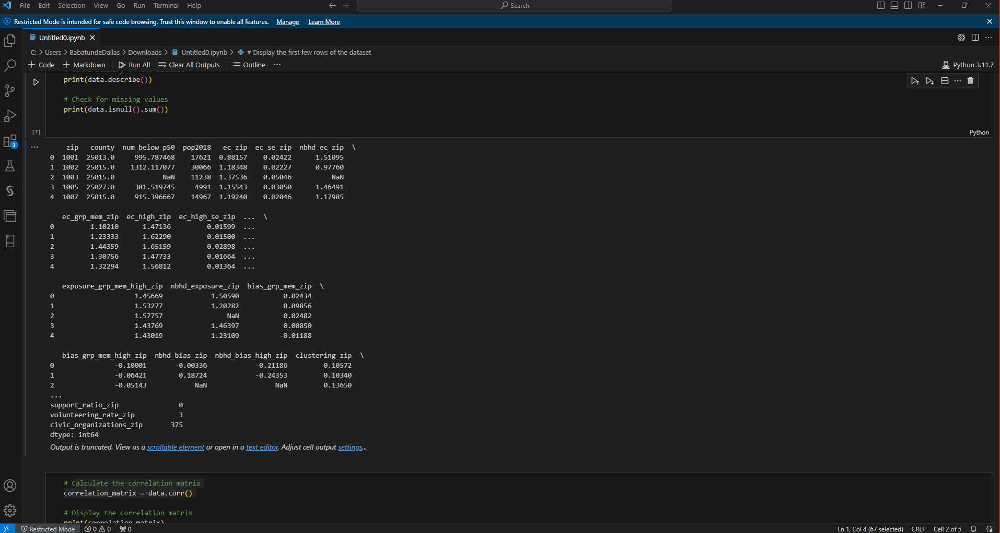 File Edit Selection View Go Run Terminal Help
Search
Restricted Mode is intended for safe code browsing. Trust this window to enable all features. Manage Learn More
Untitled0.ipynb
C: > Users > BabatundeDallas > Downloads > Untitled0.ipynb > # Display the first few rows of the dataset
+ Code + Markdown | Run All Clear All Outputs | Outline ...
Python 3.11.7
print(data.describe())
# Check for missing values
print(data.isnull().sum())
[7]
Python
zip county num_below_p50 pop2018 ec_zip ec_se_zip nbhd_ec_zip \
0 1001 25013.0 995.787468 17621 0.88157 0.02422 1.51095
1 1002 25015.0 1312.117077 30066 1.18348 0.02227 0.97760
2 1003 25015.0 NaN 11238 1.37536 0.05046 NaN
3 1005 25027.0 381.519745 4991 1.15543 0.03050 1.46491
4 1007 25015.0 915.396667 14967 1.19240 0.02046 1.17985
ec_grp_mem_zip ec_high_zip ec_high_se_zip ... \
0 1.10210 1.47136 0.01599 ...
1 1.23333 1.62290 0.01500 ...
2 1.44359 1.65159 0.02898 ...
3 1.30756 1.47733 0.01664 ...
4 1.32294 1.56812 0.01364 ...
exposure_grp_mem_high_zip nbhd_exposure_zip bias_grp_mem_zip \
0 1.45669 1.50590 0.02434
1 1.53277 1.20282 0.09856
2 1.57757 NaN 0.02482
3 1.43769 1.46397 0.00850
4 1.43019 1.23109 -0.01188
bias_grp_mem_high_zip nbhd_bias_zip nbhd_bias_high_zip clustering_zip \
0 -0.10001 -0.00336 -0.21186 0.10572
1 -0.06421 0.18724 -0.24353 0.10340
2 -0.05143 NaN NaN 0.13650
...
support_ratio_zip 0
volunteering_rate_zip 3
civic_organizations_zip 375
dtype: int64
Output is truncated. View as a scrollable element or open in a text editor. Adjust cell output settings...
# Calculate the correlation matrix
correlation_matrix = data.corr()
# Display the correlation matrix
print(correlation_matrix)
3
Restricted Mode 0 0 0
Ln 1, Col 4 (67 selected) CRLF Cell 2 of 5